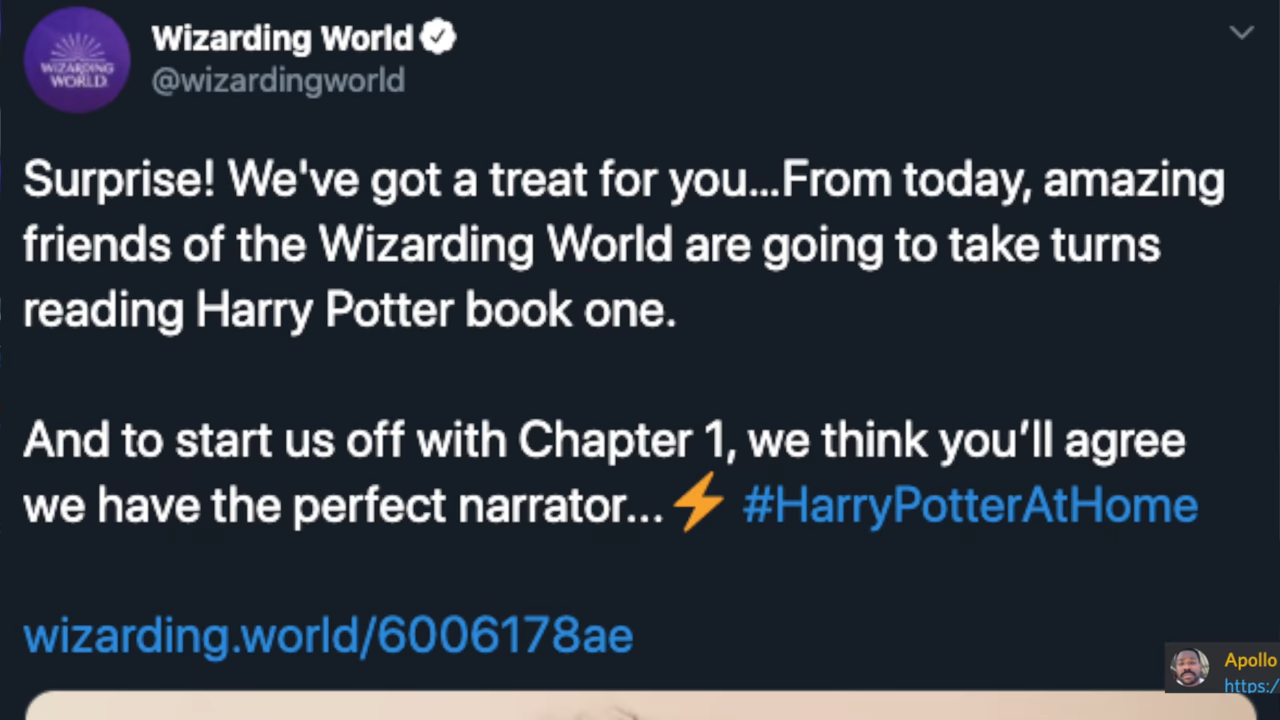 Wizarding World
@wizardingworld
WIZARDING
WORLD
Surprise! We've got a treat for you...From today, amazing
friends of the Wizarding World are going to take turns
reading Harry Potter book one.
And to start us off with Chapter 1, we think you’ll agree
we have the perfect narrator...⚡ #HarryPotterAtHome
wizarding.world/6006178ae
Apollo
https:/